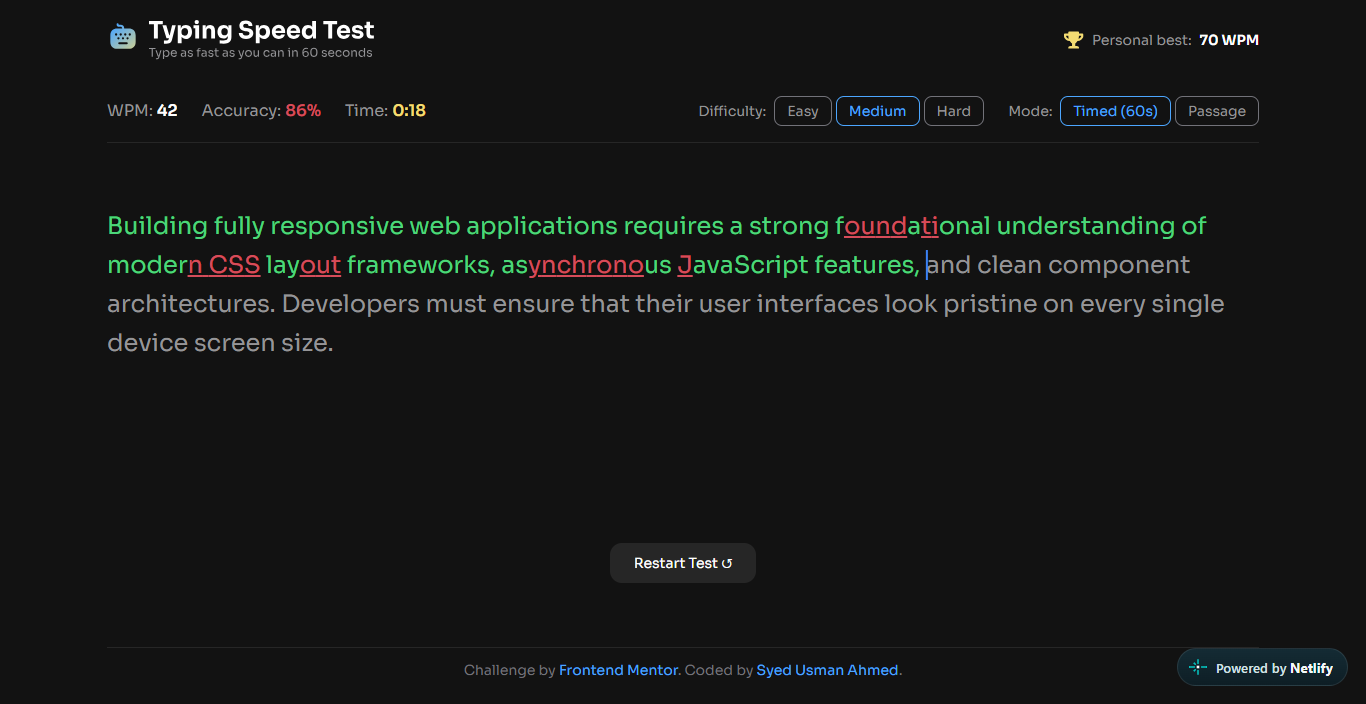 Typing Speed Test
Type as fast as you can in 60 seconds
Personal best: 70 WPM
WPM: 42 Accuracy: 86% Time: 0:18
Difficulty: Easy Medium Hard Mode: Timed (60s) Passage
Building fully responsive web applications requires a strong foundational understanding of
modern CSS layout frameworks, asynchronous JavaScript features, and clean component
architectures. Developers must ensure that their user interfaces look pristine on every single
device screen size.
Restart Test ↺
Challenge by Frontend Mentor. Coded by Syed Usman Ahmed.
Powered by Netlify